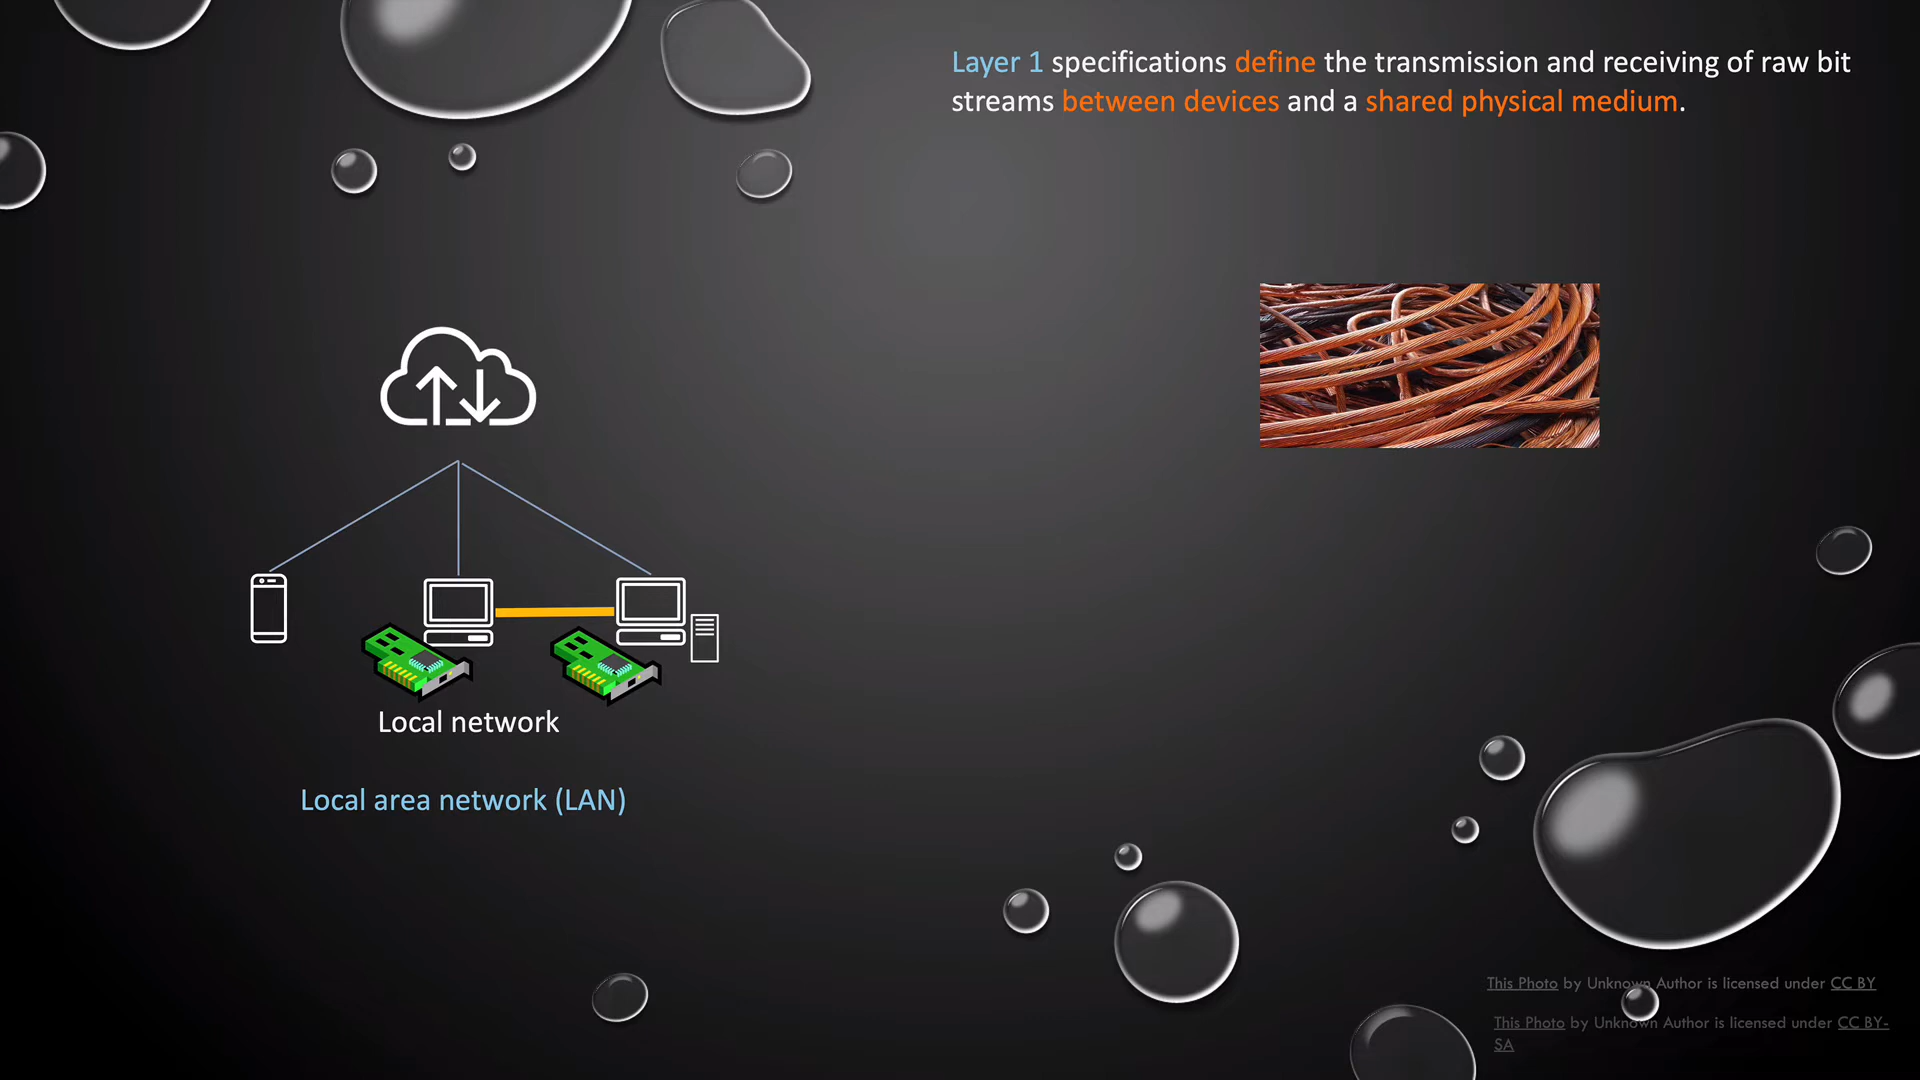 Layer 1 specifications define the transmission and receiving of raw bit
streams between devices and a shared physical medium.
Local network
Local area network (LAN)
This Photo by Unknown Author is licensed under CC BY
This Photo by Unknown Author is licensed under CC BY-
SA